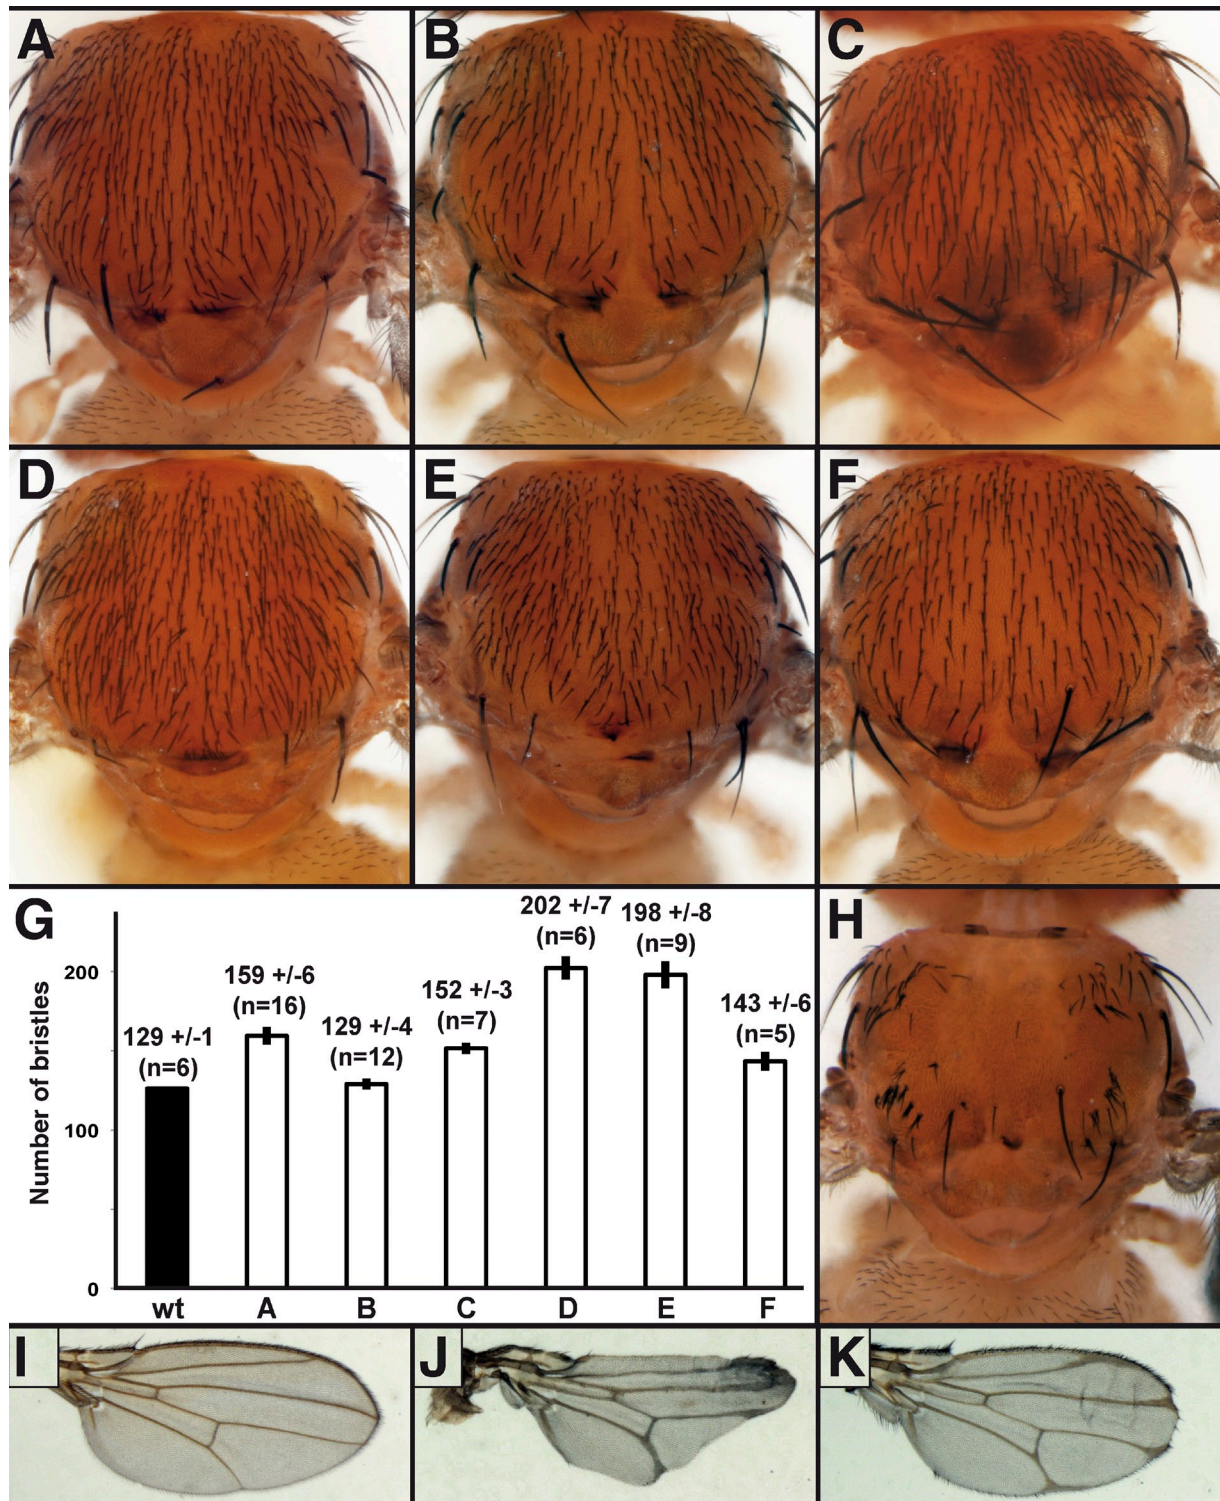 A
B
C
D
E
F
G
H
Number of bristles
200
100
0
129 +/-1
(n=6)
159 +/-6
(n=16)
129 +/-4
(n=12)
152 +/-3
(n=7)
202 +/-7
(n=6)
198 +/-8
(n=9)
143 +/-6
(n=5)
wt
A
B
C
D
E
F
I
J
K